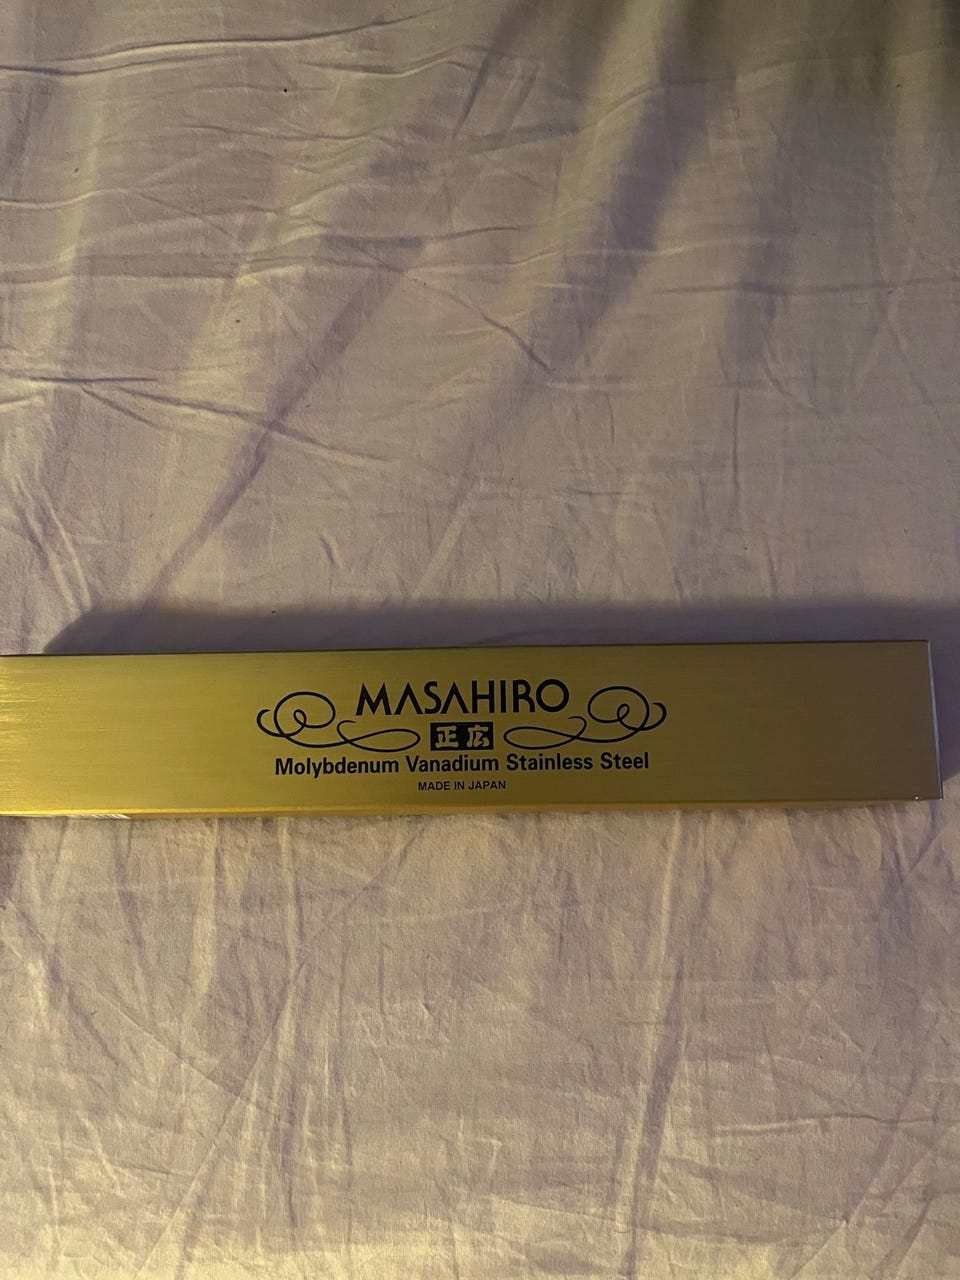 MASAHIRO
正広
Molybdenum Vanadium Stainless Steel
MADE IN JAPAN